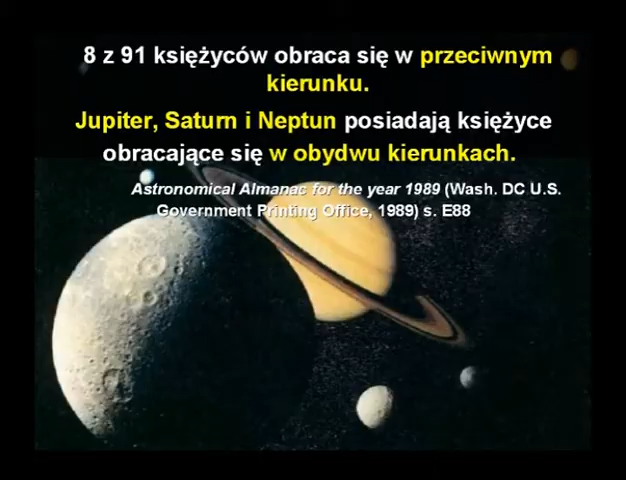 8 z 91 księżyców obraca się w przeciwnym
kierunku.
Jupiter, Saturn i Neptun posiadają księżyce
obracające się w obydwu kierunkach.
Astronomical Almanac for the year 1989 (Wash. DC U.S.
Government Printing Office, 1989) s. E88